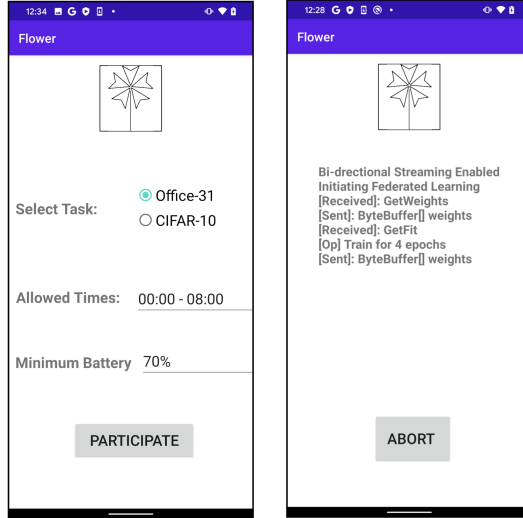 12:34
Flower
Select Task:
Office-31
CIFAR-10
Allowed Times: 00:00 - 08:00
Minimum Battery 70%
PARTICIPATE
12:28
Flower
Bi-drectional Streaming Enabled
Initiating Federated Learning
[Received]: GetWeights
[Sent]: ByteBuffer[] weights
[Received]: GetFit
[Op] Train for 4 epochs
[Sent]: ByteBuffer[] weights
ABORT